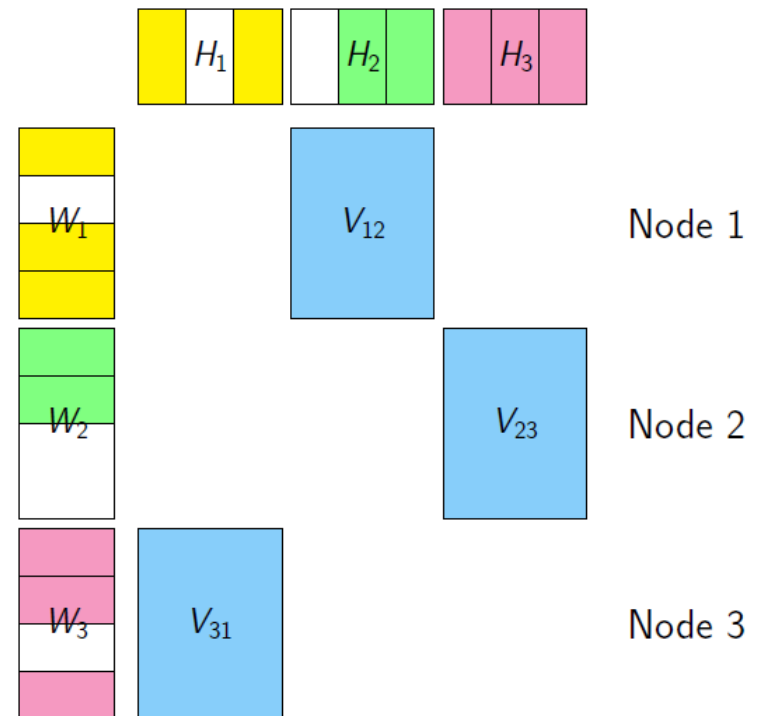 H₁ H₂ H₃
W₁ V₁₂ Node 1
W₂ V₂₃ Node 2
W₃ V₃₁ Node 3